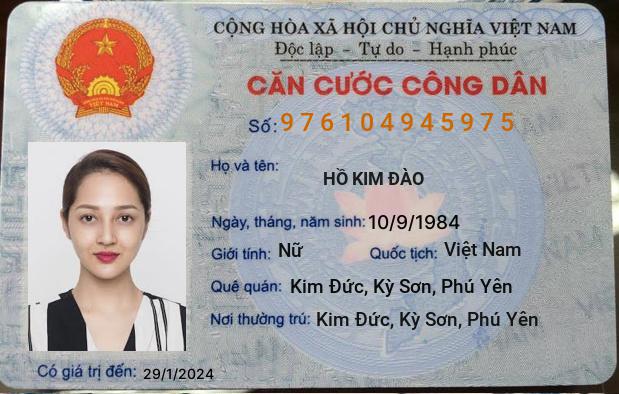 CỘNG HÒA XÃ HỘI CHỦ NGHĨA VIỆT NAM
Độc lập - Tự do - Hạnh phúc
CĂN CƯỚC CÔNG DÂN
Số: 976104945975
Họ và tên:
HỒ KIM ĐÀO
Ngày, tháng, năm sinh: 10/9/1984
Giới tính: Nữ Quốc tịch: Việt Nam
Quê quán: Kim Đức, Kỳ Sơn, Phú Yên
Nơi thường trú: Kim Đức, Kỳ Sơn, Phú Yên
Có giá trị đến: 29/1/2024
VIỆT NAM